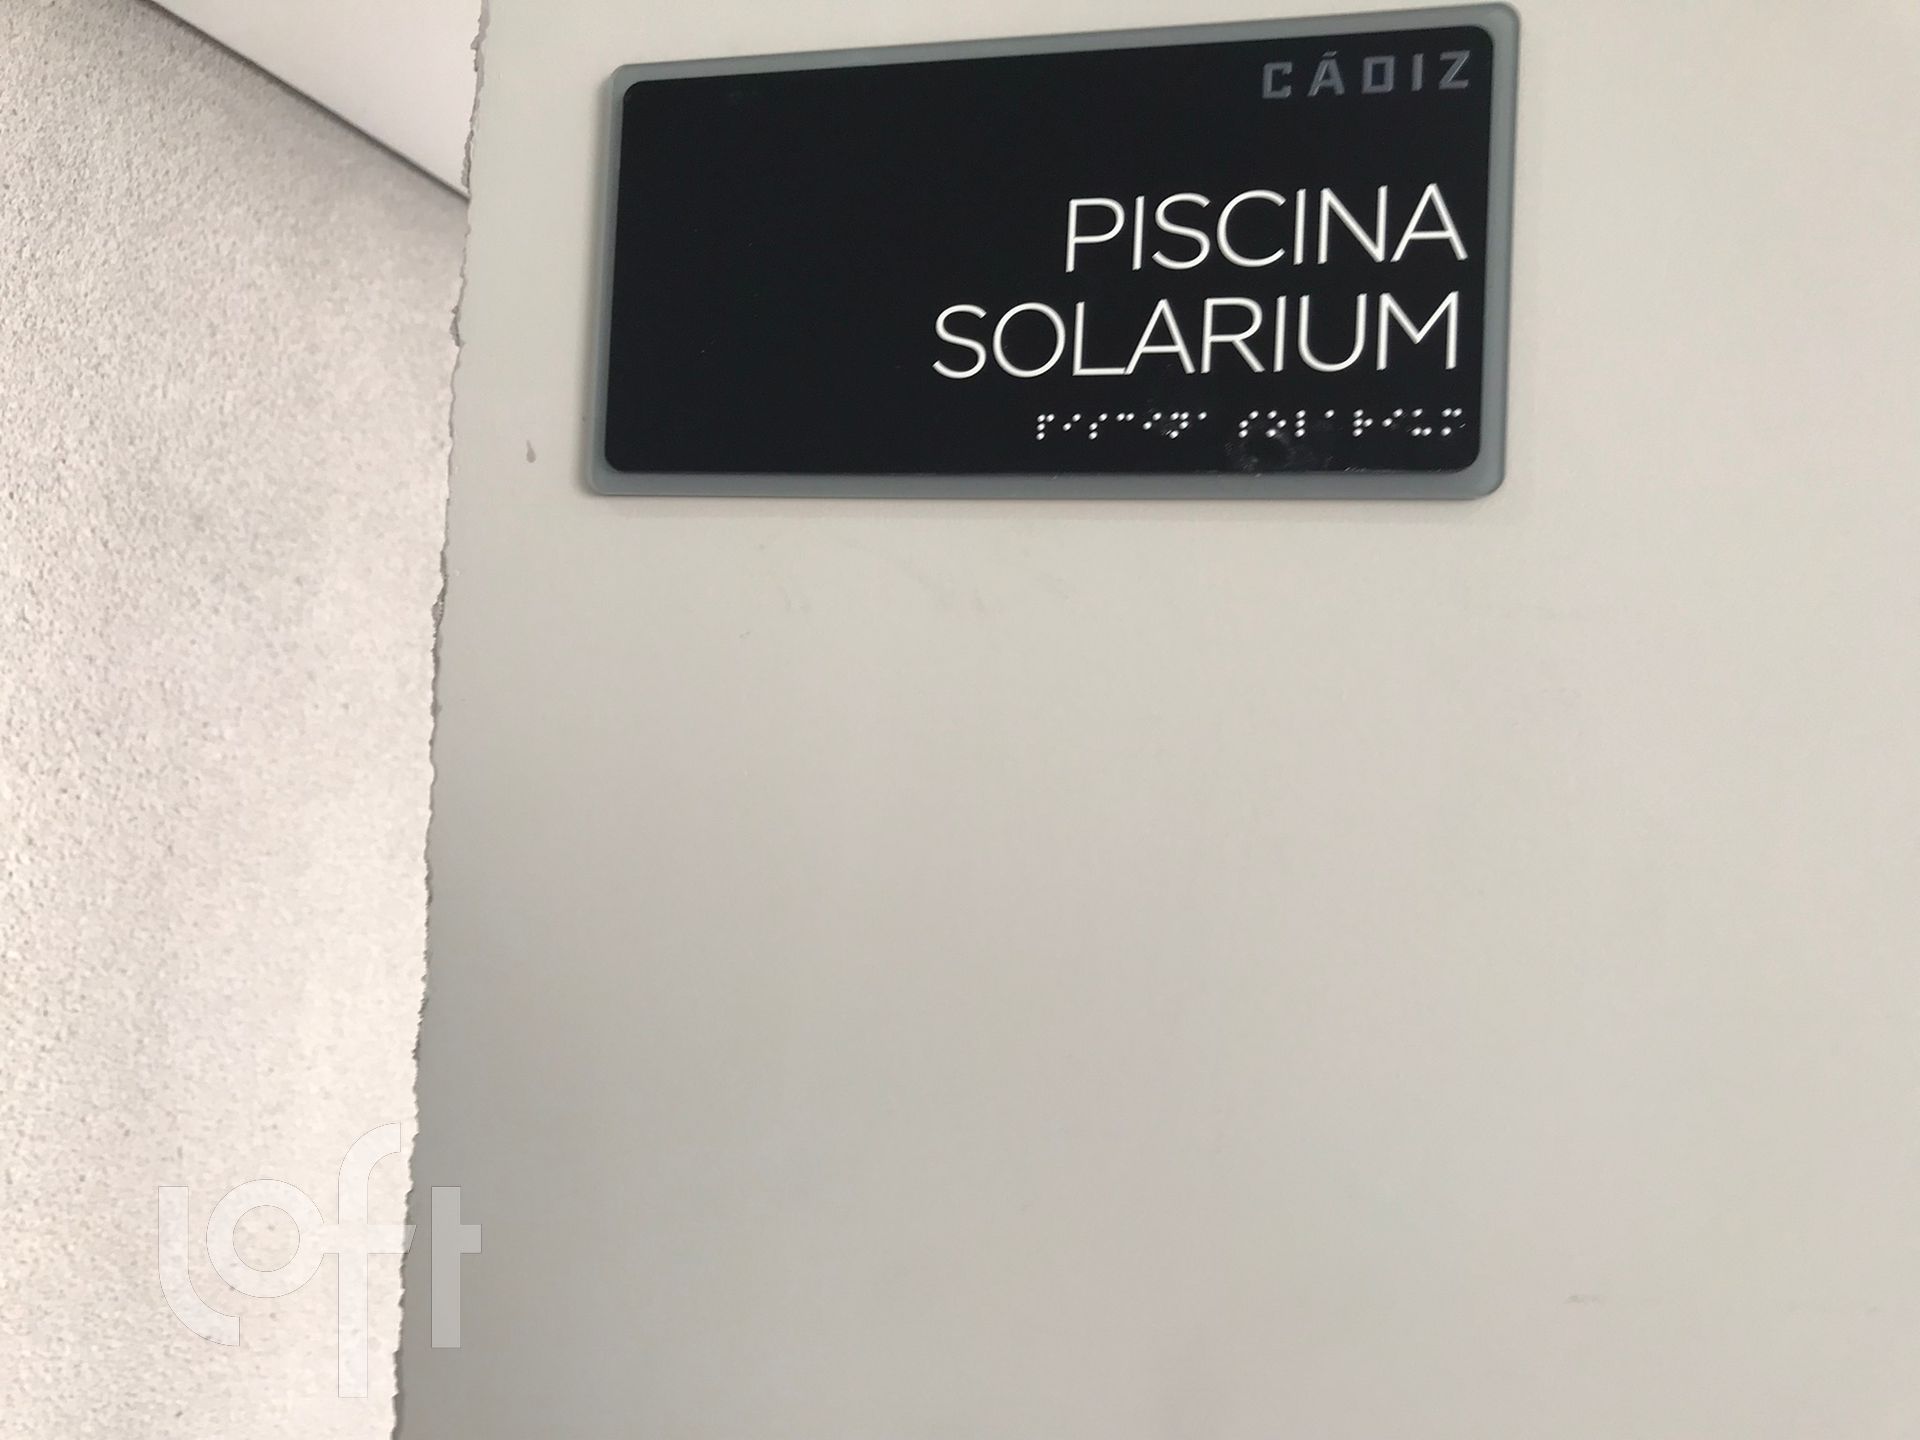 CÁDIZ
PISCINA
SOLARIUM
⠏⠊⠎⠉⠊⠝⠁ ⠎⠕⠇⠁⠗⠊⠥⠍
loft